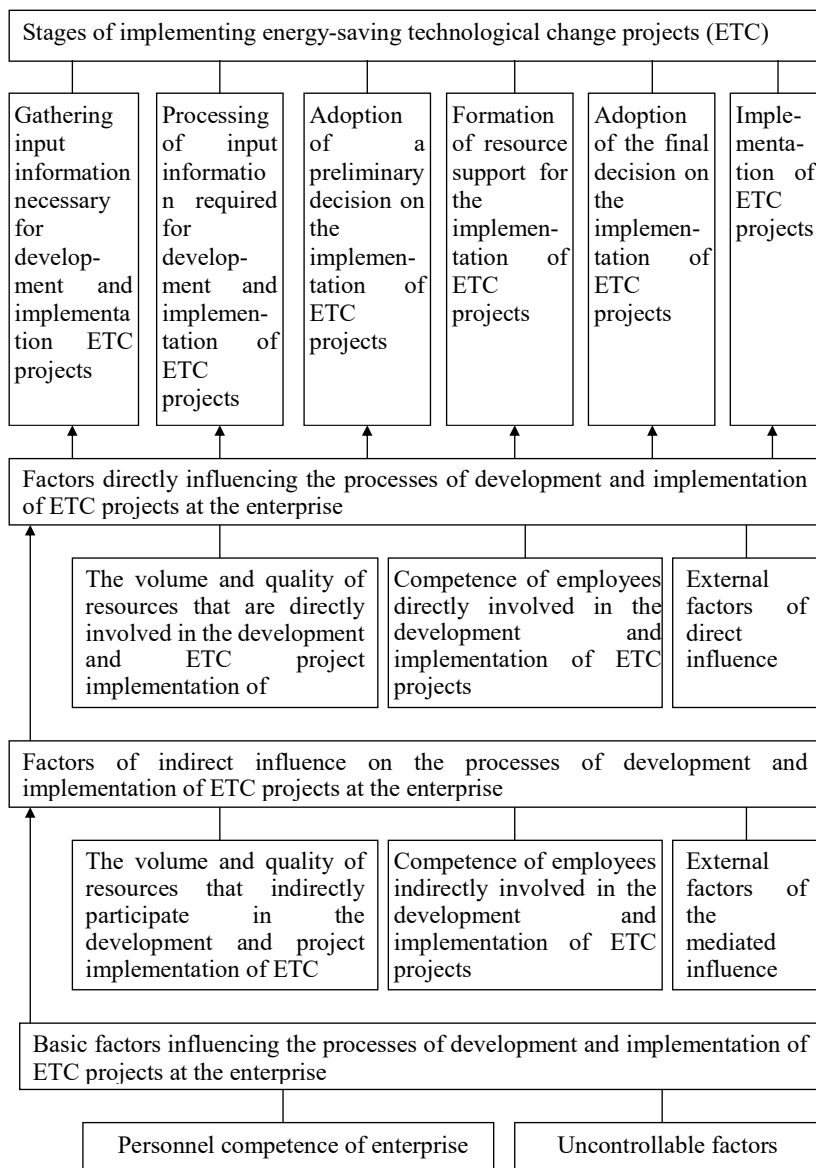 Stages of implementing energy-saving technological change projects (ETC)
Gathering
input
information
necessary
for
develop-
ment and
implementa
tion ETC
projects
Processing
of input
informatio
n required
for
develop-
ment and
implemen-
tation of
ETC
projects
Adoption
of a
preliminary
decision on
the
implemen-
tation of
ETC
projects
Formation
of resource
support for
the
implemen-
tation of
ETC
projects
Adoption
of the final
decision on
the
implemen-
tation of
ETC
projects
Imple-
menta-
tion of
ETC
projects
Factors directly influencing the processes of development and implementation
of ETC projects at the enterprise
The volume and quality of
resources that are directly
involved in the development
and ETC project
implementation of
Competence of employees
directly involved in the
development and
implementation of ETC
projects
External
factors of
direct
influence
Factors of indirect influence on the processes of development and
implementation of ETC projects at the enterprise
The volume and quality of
resources that indirectly
participate in the
development and project
implementation of ETC
Competence of employees
indirectly involved in the
development and
implementation of ETC
projects
External
factors of
the
mediated
influence
Basic factors influencing the processes of development and implementation of
ETC projects at the enterprise
Personnel competence of enterprise
Uncontrollable factors